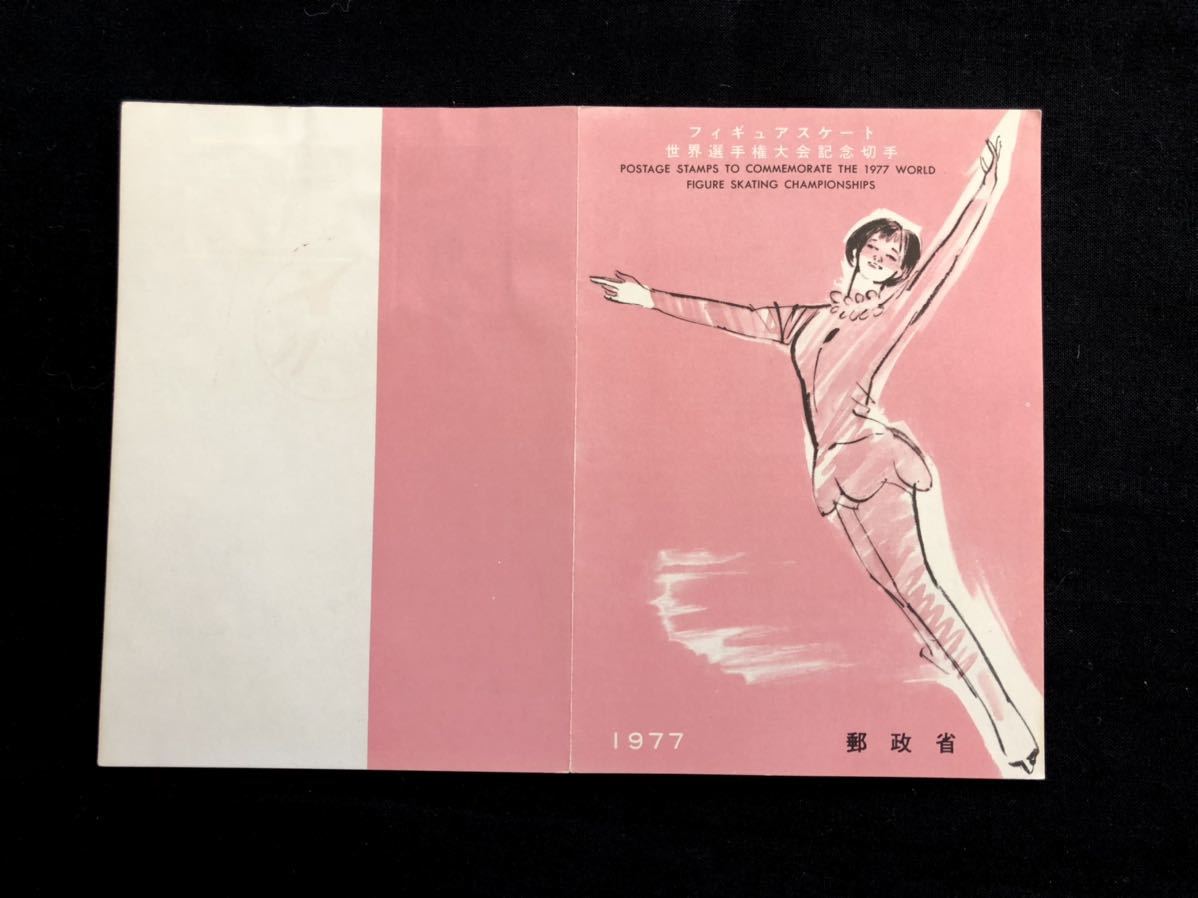 フィギュアスケート
世界選手権大会記念切手
POSTAGE STAMPS TO COMMEMORATE THE 1977 WORLD
FIGURE SKATING CHAMPIONSHIPS
1977
郵政省